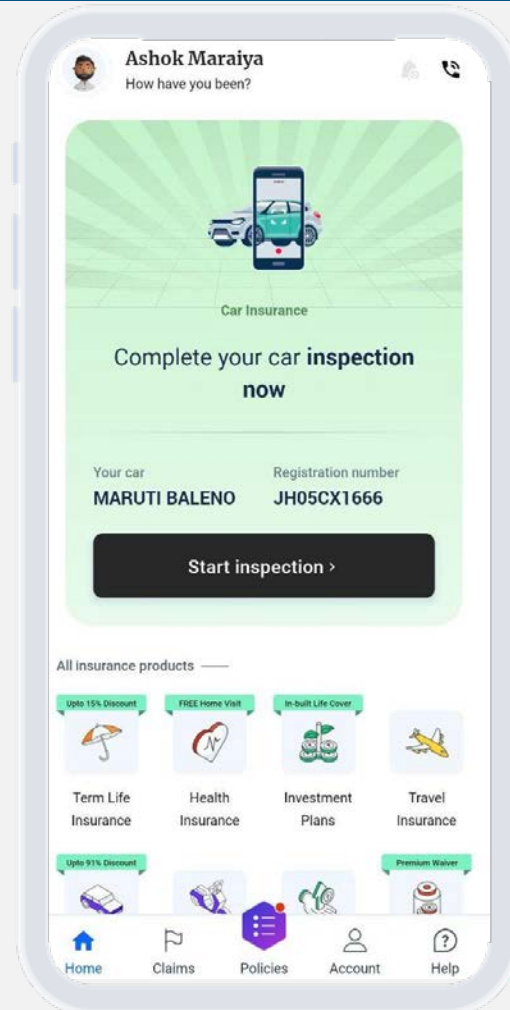 Ashok Maraiya
How have you been?
Car Insurance
Complete your car inspection
now
Your car
Registration number
MARUTI BALENO
JH05CX1666
Start inspection ›
All insurance products
Upto 15% Discount
FREE Home Visit
In-built Life Cover
Term Life
Insurance
Health
Insurance
Investment
Plans
Travel
Insurance
Upto 91% Discount
Premium Waiver
Home
Claims
Policies
Account
Help